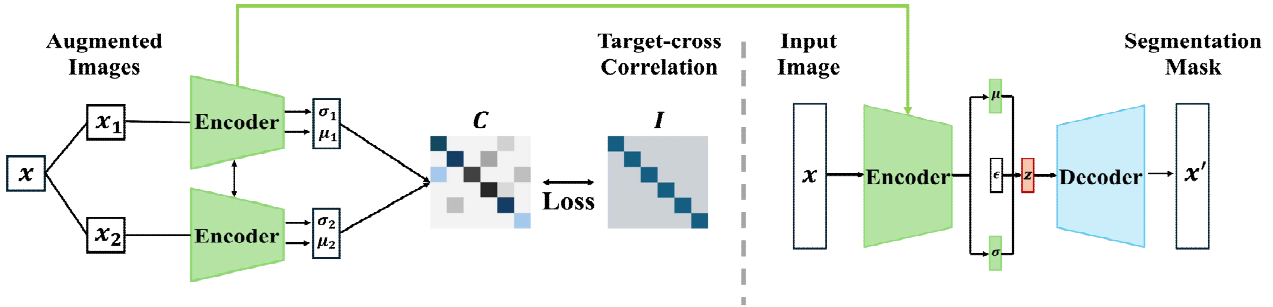 Augmented
Images
x
x₁
x₂
Encoder
Encoder
σ₁
μ₁
σ₂
μ₂
C
Loss
Target-cross
Correlation
I
Input
Image
x
Encoder
μ
ϵ
σ
z
Decoder
Segmentation
Mask
x′